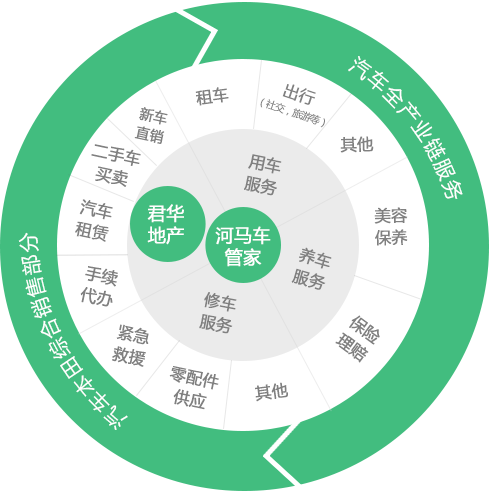 汽车全产业链服务
汽车本田综合销售部分
租车
出行
(社交，旅游等)
其他
美容
保养
保险
理赔
其他
零配件
供应
紧急
救援
手续
代办
汽车
租赁
二手车
买卖
新车
直销
用车
服务
养车
服务
修车
服务
君华
地产
河马车
管家